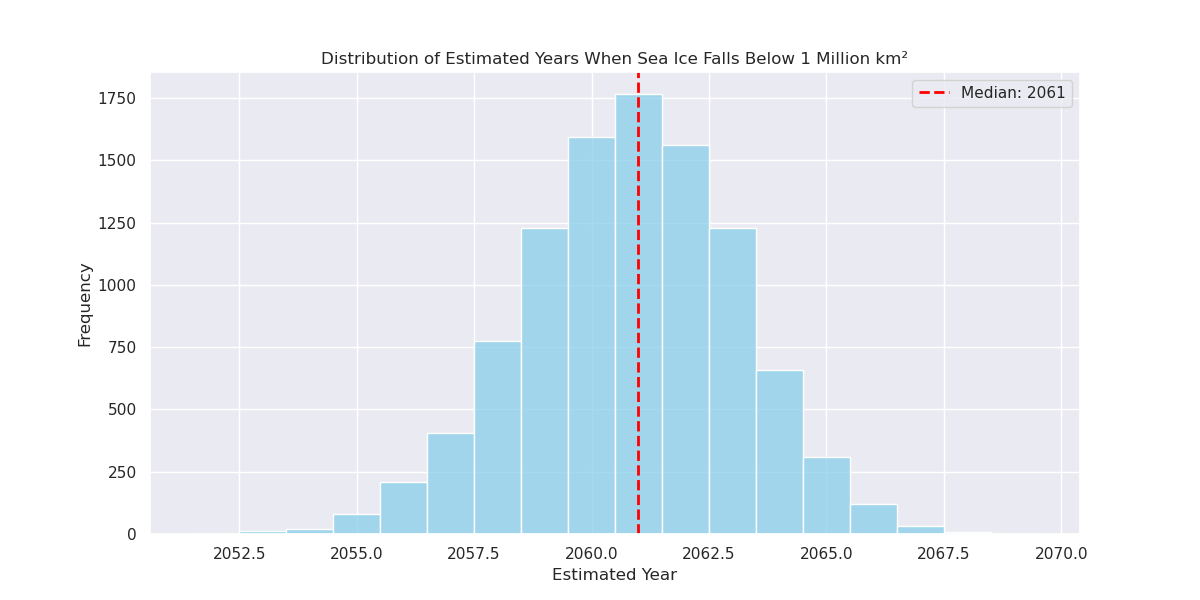 Distribution of Estimated Years When Sea Ice Falls Below 1 Million km²
Median: 2061
1750
1500
1250
1000
750
500
250
0
Frequency
2052.5 2055.0 2057.5 2060.0 2062.5 2065.0 2067.5 2070.0
Estimated Year